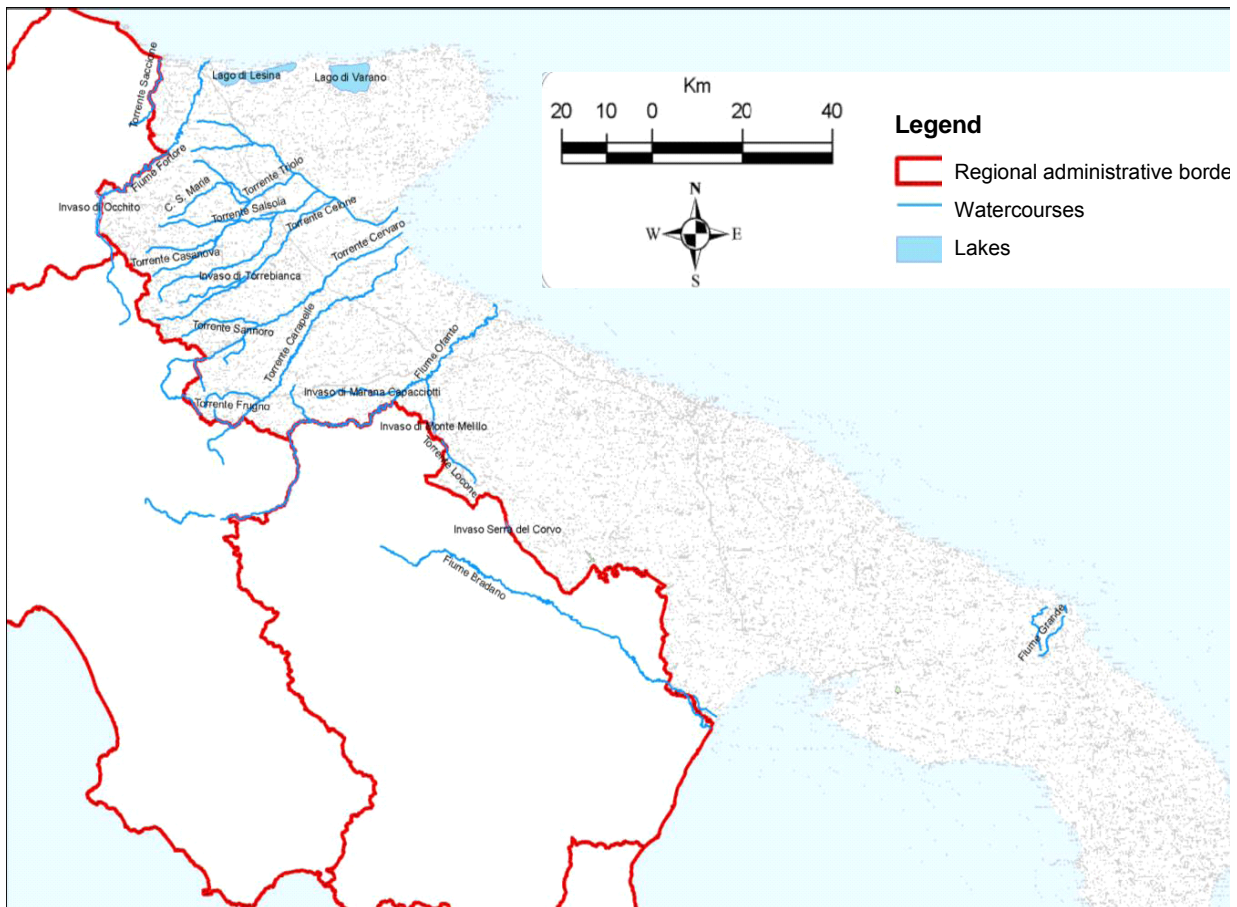 Torrente Saccione
Lago di Lesina
Lago di Varano
Km
20 10 0 20 40
N
W E
S
Legend
Regional administrative borde
Watercourses
Lakes
Fiume Fortore
C. S. Maria
Torrente Triolo
Invaso di Occhito
Torrente Salsola
Torrente Celone
Torrente Cervaro
Torrente Casanova
Invaso di Torrebianca
Torrente Sannoro
Torrente Carapelle
Fiume Ofanto
Invaso di Marana Capacciotti
Torrente Frugno
Invaso di Monte Melillo
Torrente Locone
Invaso Serra del Corvo
Fiume Bradano
Fiume Grande